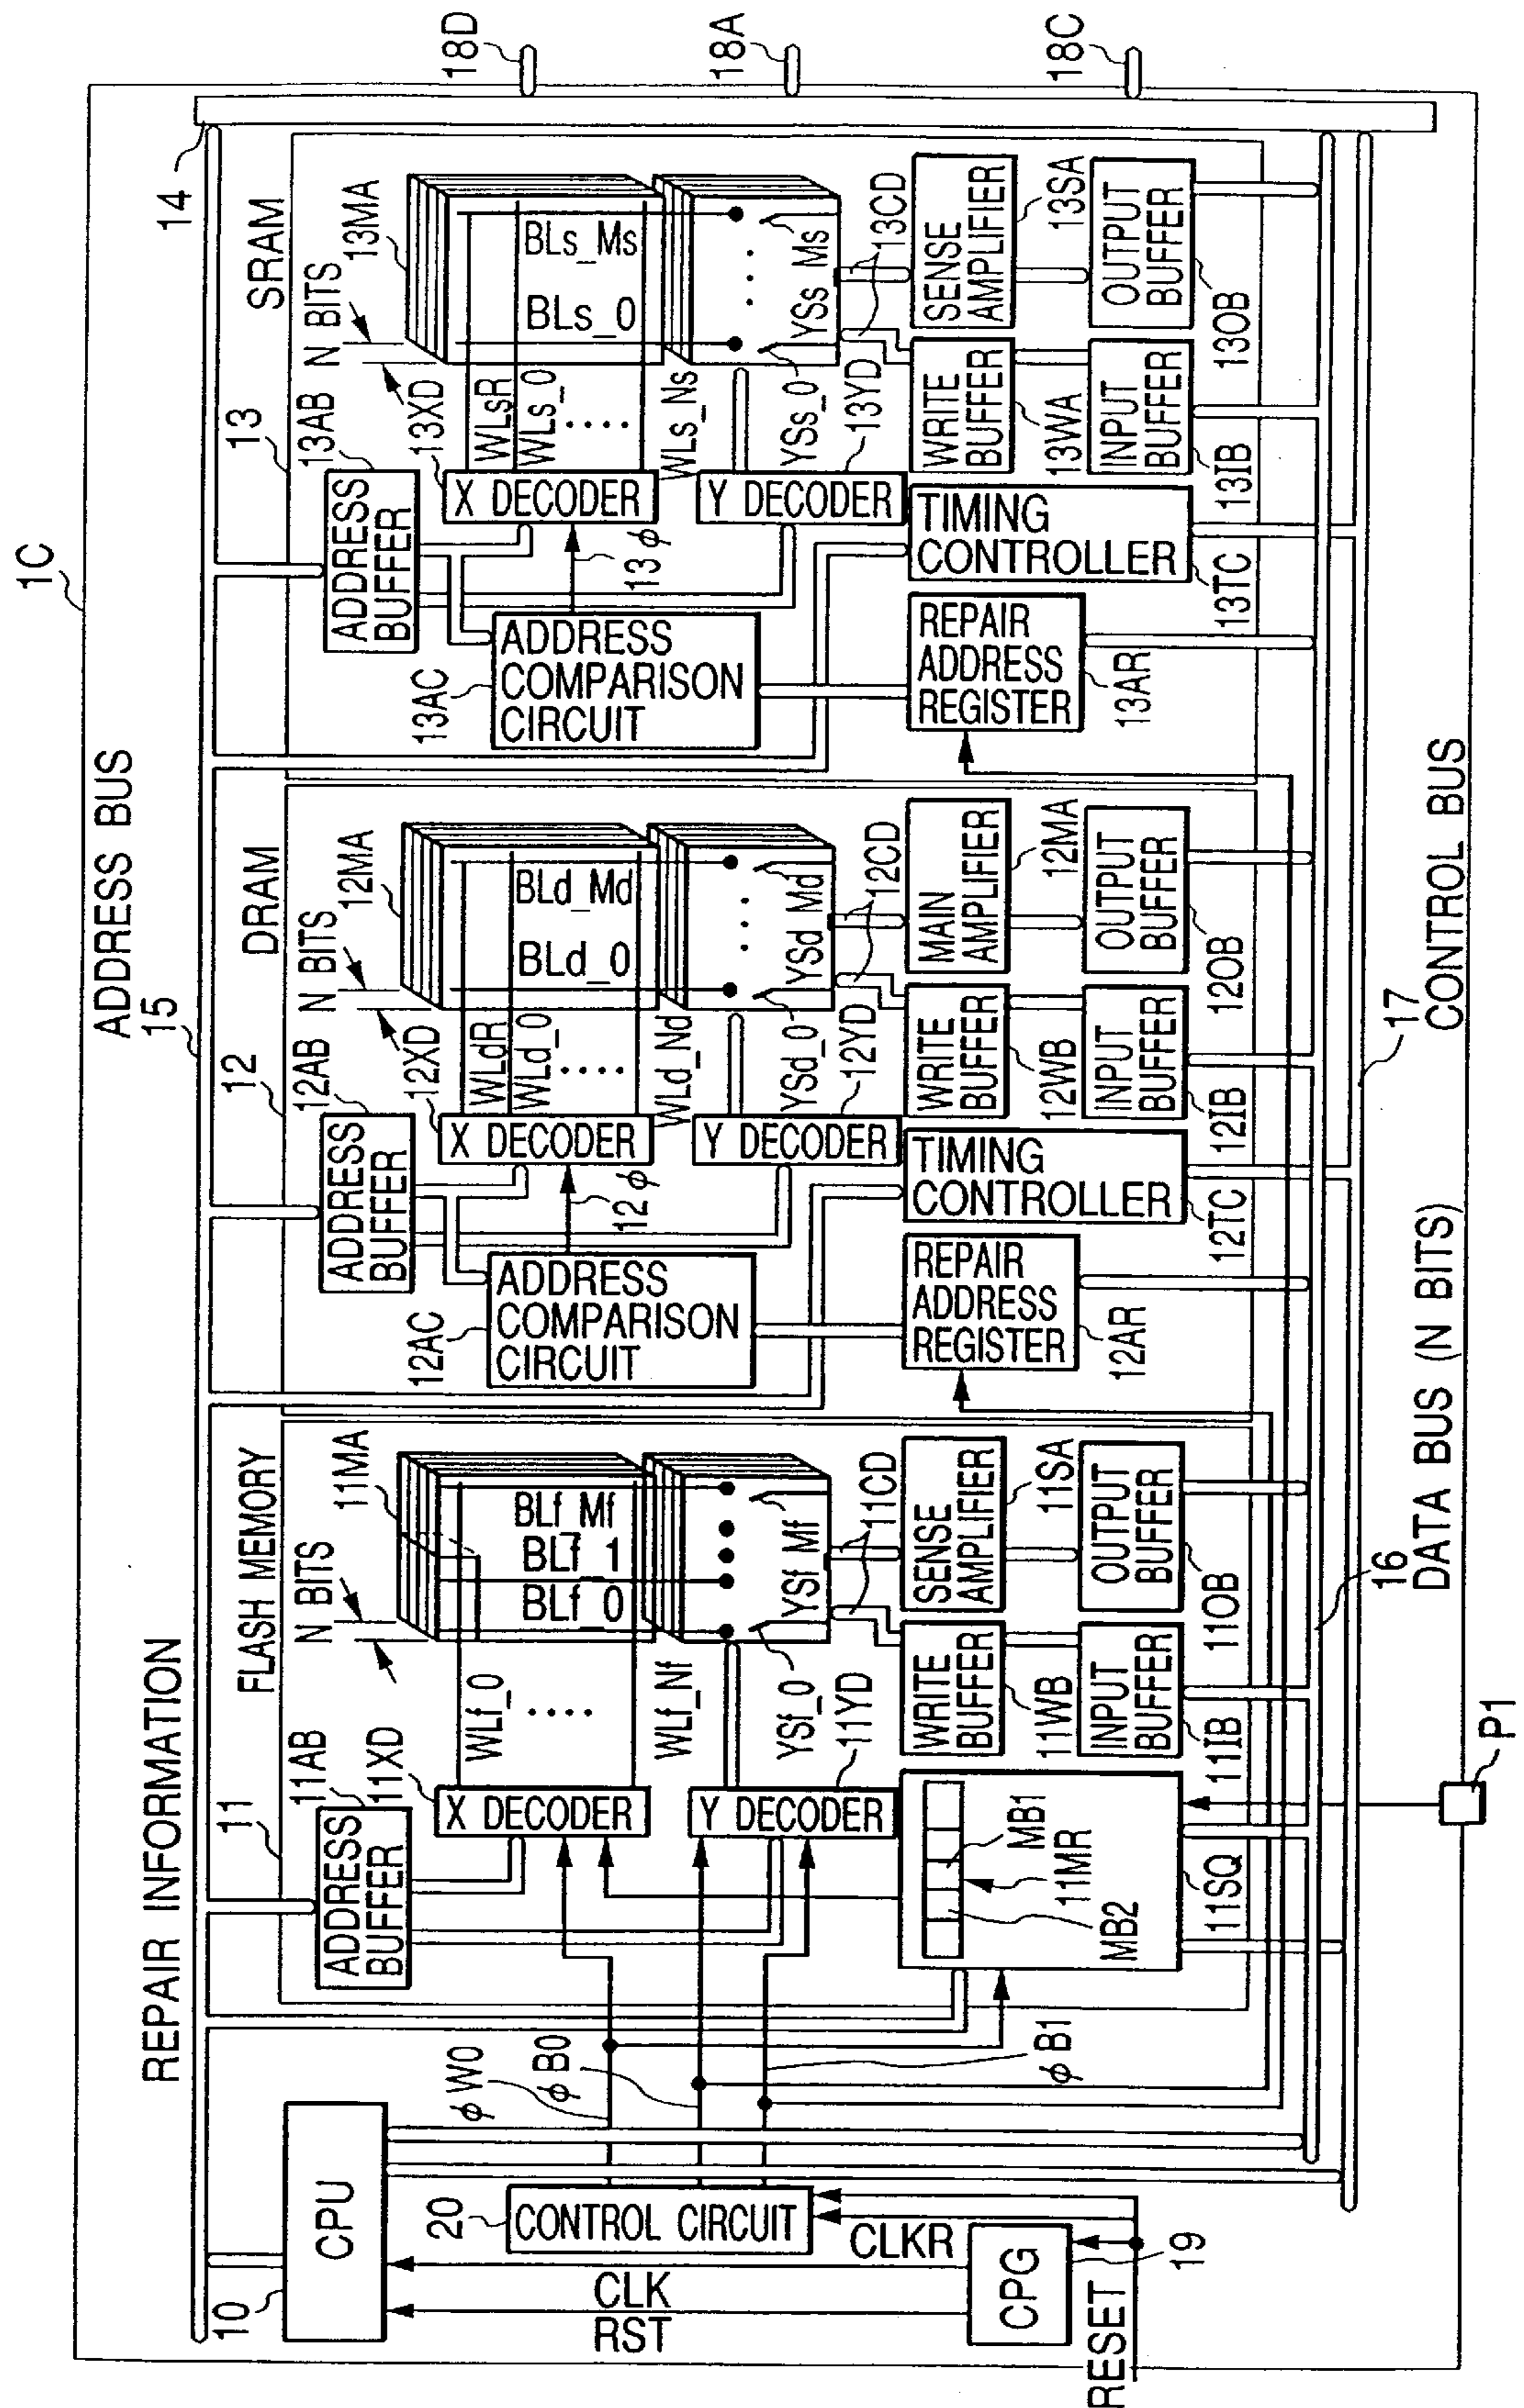 1C
REPAIR INFORMATION
ADDRESS BUS
15
14
10
CPU
CLK
RST
20
CONTROL CIRCUIT
CLKR
CPG
19
RESET
φ W0
φ B0
φ B1
11
FLASH MEMORY
11AB
ADDRESS
BUFFER
11XD
X DECODER
N BITS
11MA
WLf_0
WLf_Nf
BLf_Mf
BLf_1
BLf_0
YSf_0
YSf_Mf
11YD
Y DECODER
11CD
MB1
11MR
MB2
11SQ
WRITE
BUFFER
11WB
SENSE
AMPLIFIER
11SA
INPUT
BUFFER
11IB
OUTPUT
BUFFER
11OB
P1
12
DRAM
12AB
ADDRESS
BUFFER
12XD
X DECODER
N BITS
12MA
WLdR
WLd_0
WLd_Nd
BLd_Md
BLd_0
YSd_0
YSd_Md
12YD
Y DECODER
12CD
12 φ
12AC
ADDRESS
COMPARISON
CIRCUIT
REPAIR
ADDRESS
REGISTER
12AR
TIMING
CONTROLLER
12TC
WRITE
BUFFER
12WB
MAIN
AMPLIFIER
12MA
INPUT
BUFFER
12IB
OUTPUT
BUFFER
12OB
13
SRAM
13AB
ADDRESS
BUFFER
13XD
X DECODER
N BITS
13MA
WLsR
WLs_0
WLs_Ns
BLs_Ms
BLs_0
YSs_0
YSs_Ms
13YD
Y DECODER
13CD
13 φ
13AC
ADDRESS
COMPARISON
CIRCUIT
REPAIR
ADDRESS
REGISTER
13AR
TIMING
CONTROLLER
13TC
WRITE
BUFFER
13WA
SENSE
AMPLIFIER
13SA
INPUT
BUFFER
13IB
OUTPUT
BUFFER
13OB
18D
18A
18C
16
DATA BUS (N BITS)
17
CONTROL BUS